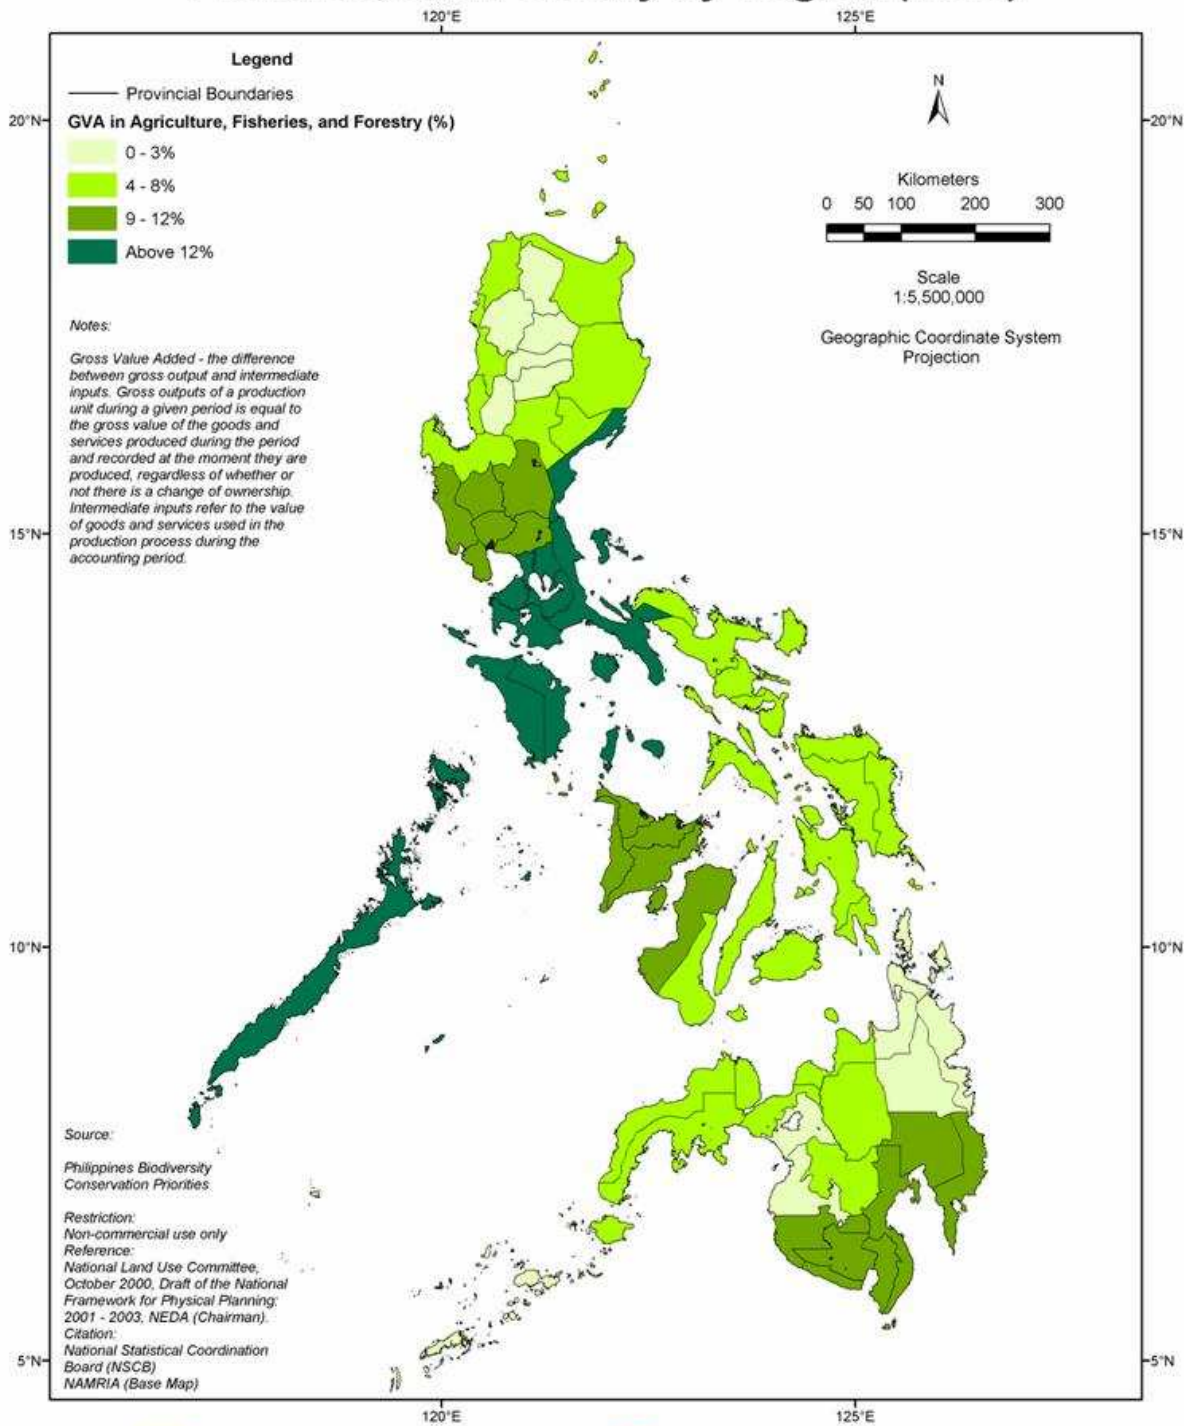 120°E
125°E
Legend
Provincial Boundaries
GVA in Agriculture, Fisheries, and Forestry (%)
0 - 3%
4 - 8%
9 - 12%
Above 12%
N
Kilometers
0 50 100 200 300
Scale
1:5,500,000
Geographic Coordinate System
Projection
20°N
20°N
Notes:
Gross Value Added - the difference
between gross output and intermediate
inputs. Gross outputs of a production
unit during a given period is equal to
the gross value of the goods and
services produced during the period
and recorded at the moment they are
produced, regardless of whether or
not there is a change of ownership.
Intermediate inputs refer to the value
of goods and services used in the
production process during the
accounting period.
15°N
15°N
10°N
10°N
Source:
Philippines Biodiversity
Conservation Priorities
Restriction:
Non-commercial use only
Reference:
National Land Use Committee,
October 2000, Draft of the National
Framework for Physical Planning:
2001 - 2003, NEDA (Chairman).
Citation:
National Statistical Coordination
Board (NSCB)
NAMRIA (Base Map)
5°N
5°N
120°E
125°E